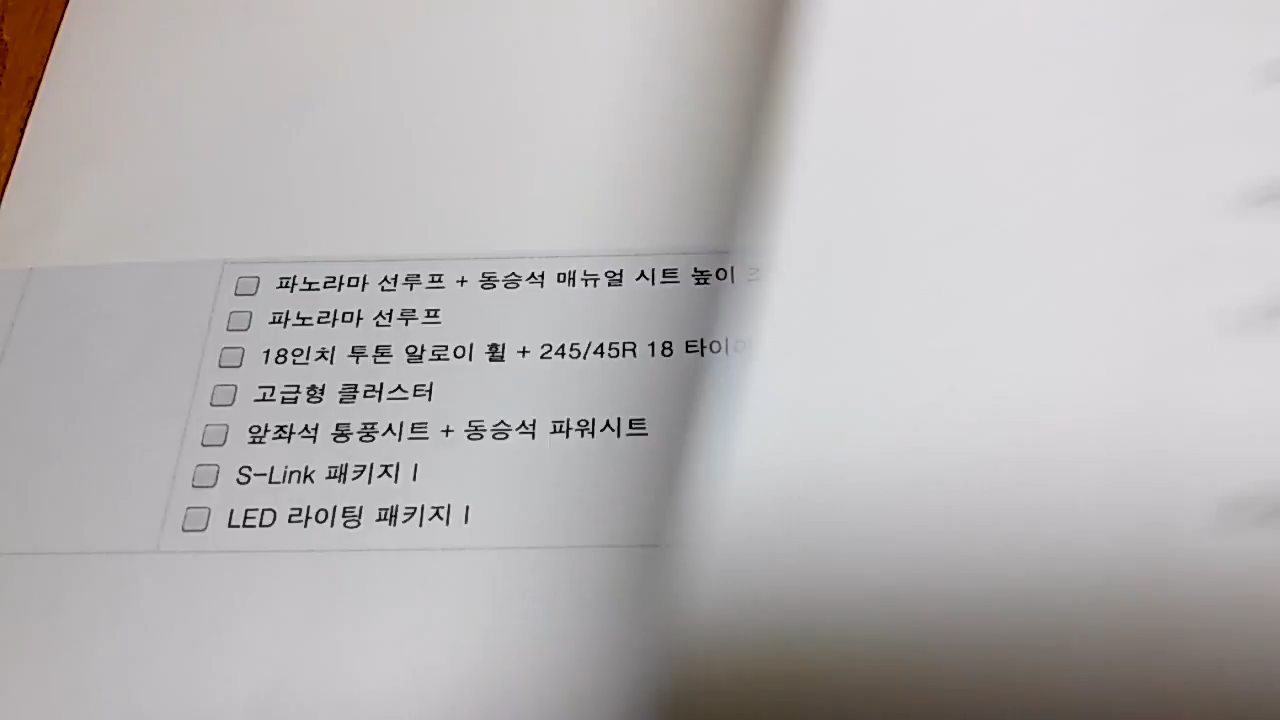 파노라마 선루프 + 동승석 매뉴얼 시트 높이
파노라마 선루프
18인치 투톤 알로이 휠 + 245/45R 18
고급형 클러스터
앞좌석 통풍시트 + 동승석 파워시트
S-Link 패키지 I
LED 라이팅 패키지 I